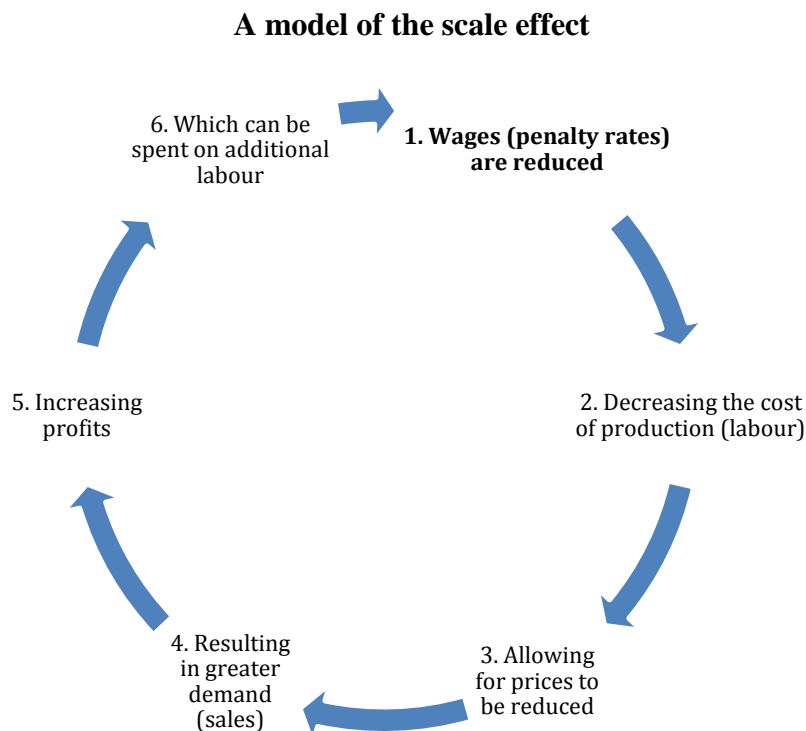 A model of the scale effect
1. Wages (penalty rates)
are reduced
2. Decreasing the cost
of production (labour)
3. Allowing
for prices to
be reduced
4. Resulting
in greater
demand
(sales)
5. Increasing
profits
6. Which can be
spent on additional
labour